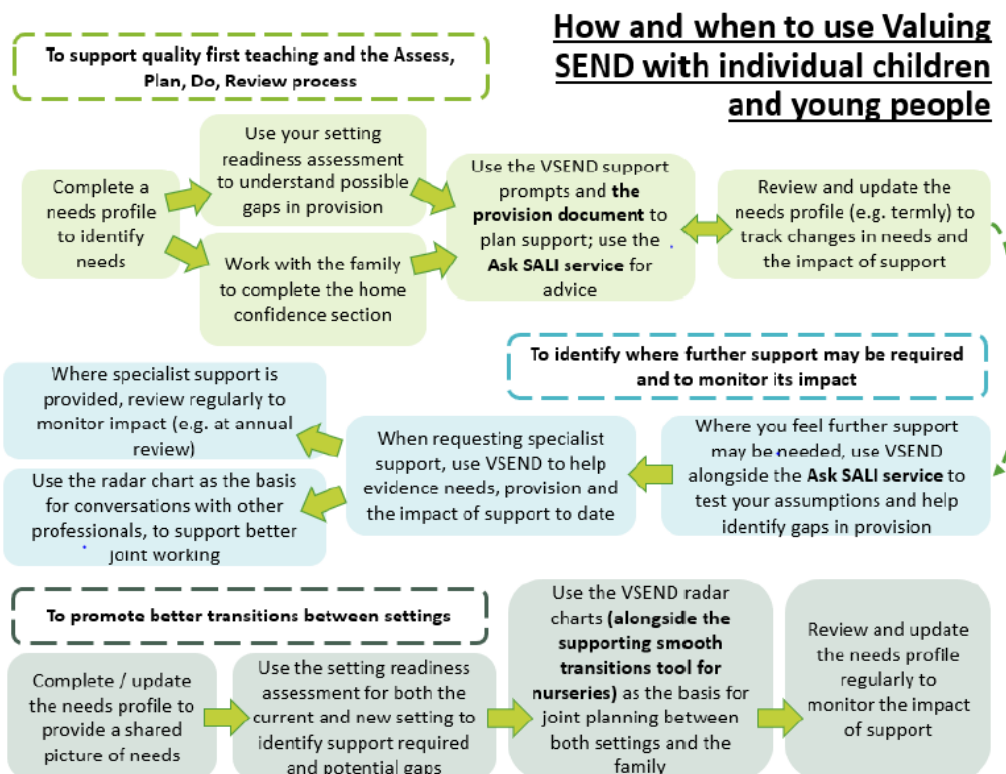 How and when to use Valuing
SEND with individual children
and young people
To support quality first teaching and the Assess,
Plan, Do, Review process
Complete a
needs profile
to identify
needs
Use your setting
readiness assessment
to understand possible
gaps in provision
Work with the family
to complete the home
confidence section
Use the VSEND support
prompts and the
provision document to
plan support; use the
Ask SALI service for
advice
Review and update the
needs profile (e.g. termly) to
track changes in needs and
the impact of support
To identify where further support may be required
and to monitor its impact
Where you feel further support
may be needed, use VSEND
alongside the Ask SALI service to
test your assumptions and help
identify gaps in provision
When requesting specialist
support, use VSEND to help
evidence needs, provision and
the impact of support to date
Where specialist support is
provided, review regularly to
monitor impact (e.g. at annual
review)
Use the radar chart as the basis
for conversations with other
professionals, to support better
joint working
To promote better transitions between settings
Complete / update
the needs profile to
provide a shared
picture of needs
Use the setting readiness
assessment for both the
current and new setting to
identify support required
and potential gaps
Use the VSEND radar
charts (alongside the
supporting smooth
transitions tool for
nurseries) as the basis for
joint planning between
both settings and the
family
Review and update
the needs profile
regularly to
monitor the impact
of support